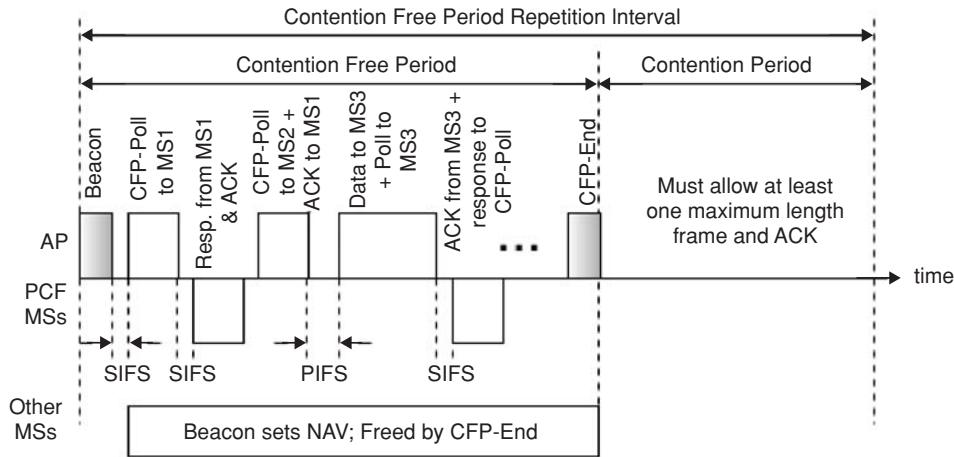 Contention Free Period Repetition Interval
Contention Free Period
Contention Period
Beacon
CFP-Poll
to MS1
Resp. from MS1
& ACK
CFP-Poll
to MS2 +
ACK to MS1
Data to MS3
+ Poll to
MS3
ACK from MS3 +
response to
CFP-Poll
CFP-End
Must allow at least
one maximum length
frame and ACK
AP
...
time
PCF
MSs
SIFS
SIFS
PIFS
SIFS
Other
MSs
Beacon sets NAV; Freed by CFP-End